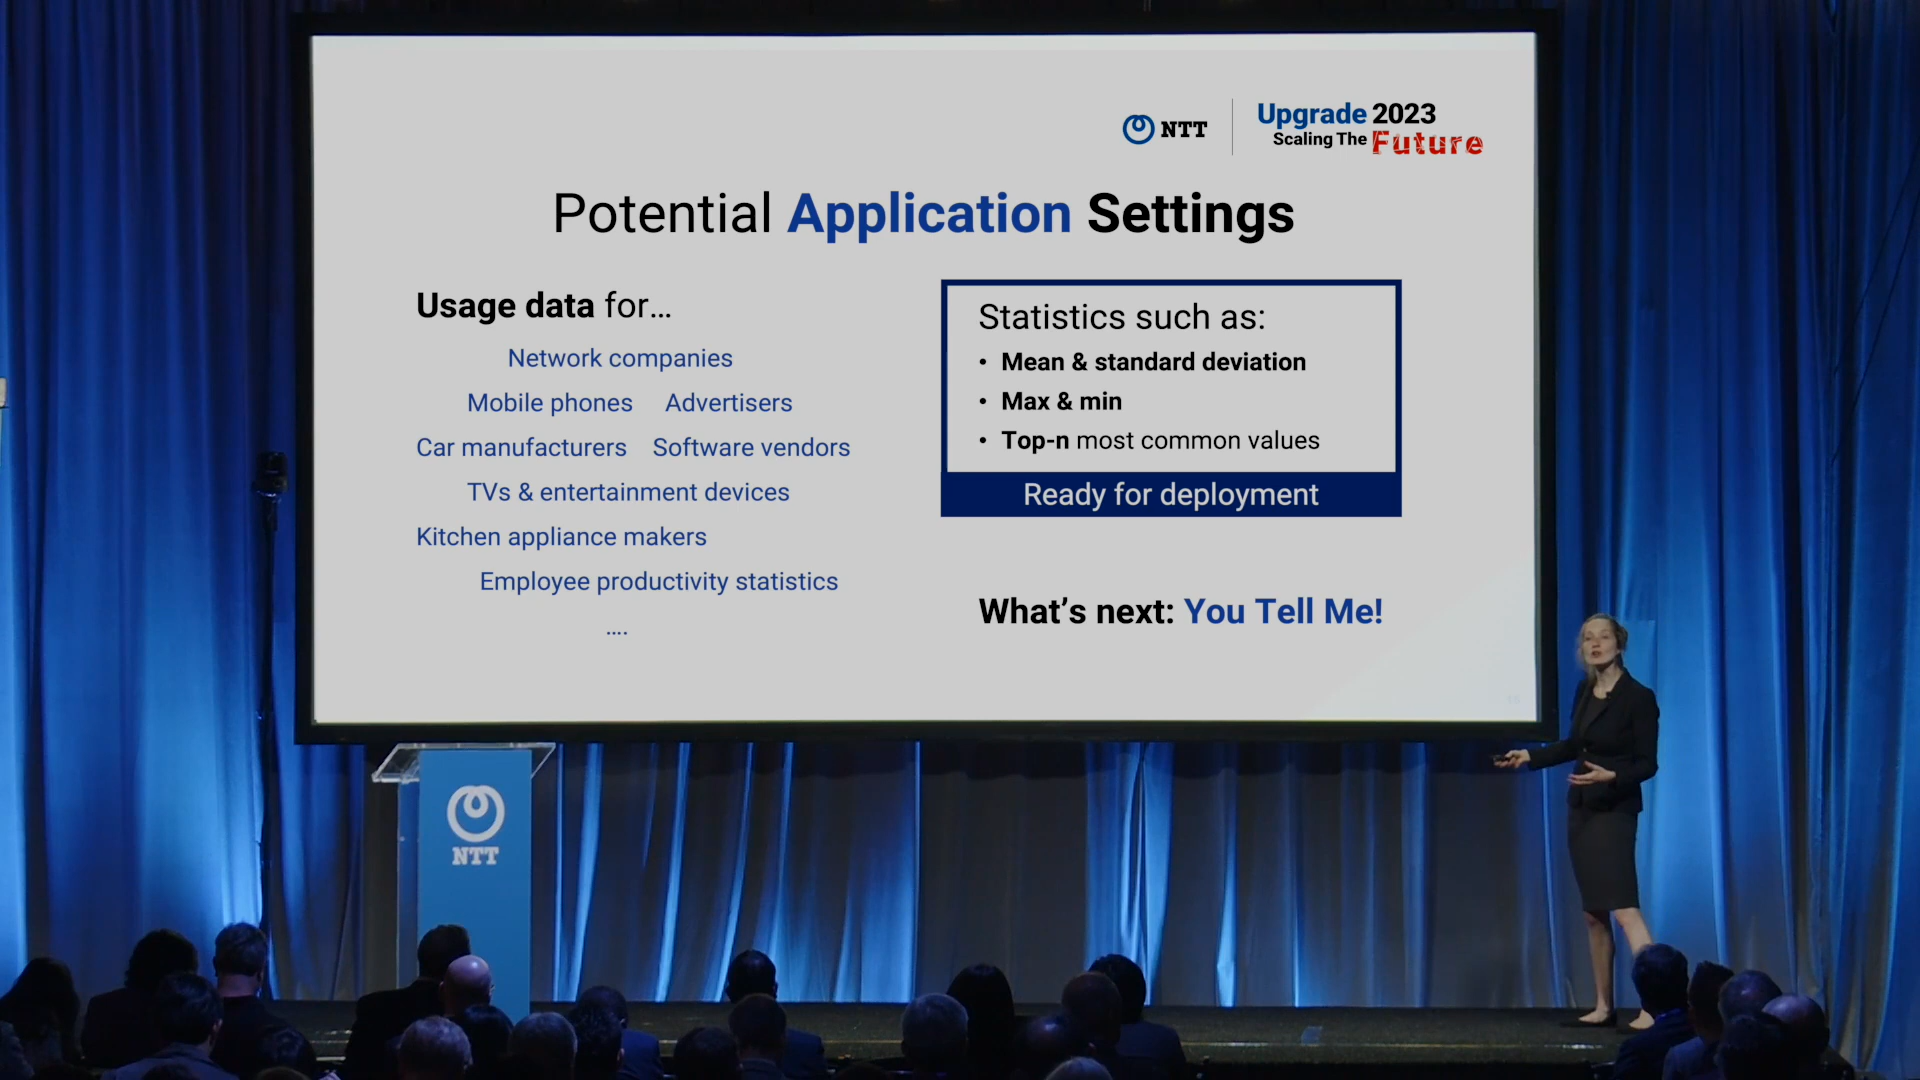 NTT
Upgrade 2023
Scaling The Future
Potential Application Settings
Usage data for...
Network companies
Mobile phones Advertisers
Car manufacturers Software vendors
TVs & entertainment devices
Kitchen appliance makers
Employee productivity statistics
....
Statistics such as:
• Mean & standard deviation
• Max & min
• Top-n most common values
Ready for deployment
What's next: You Tell Me!
NTT